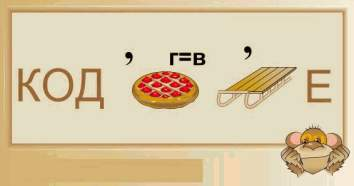 КОД , г=в , Е